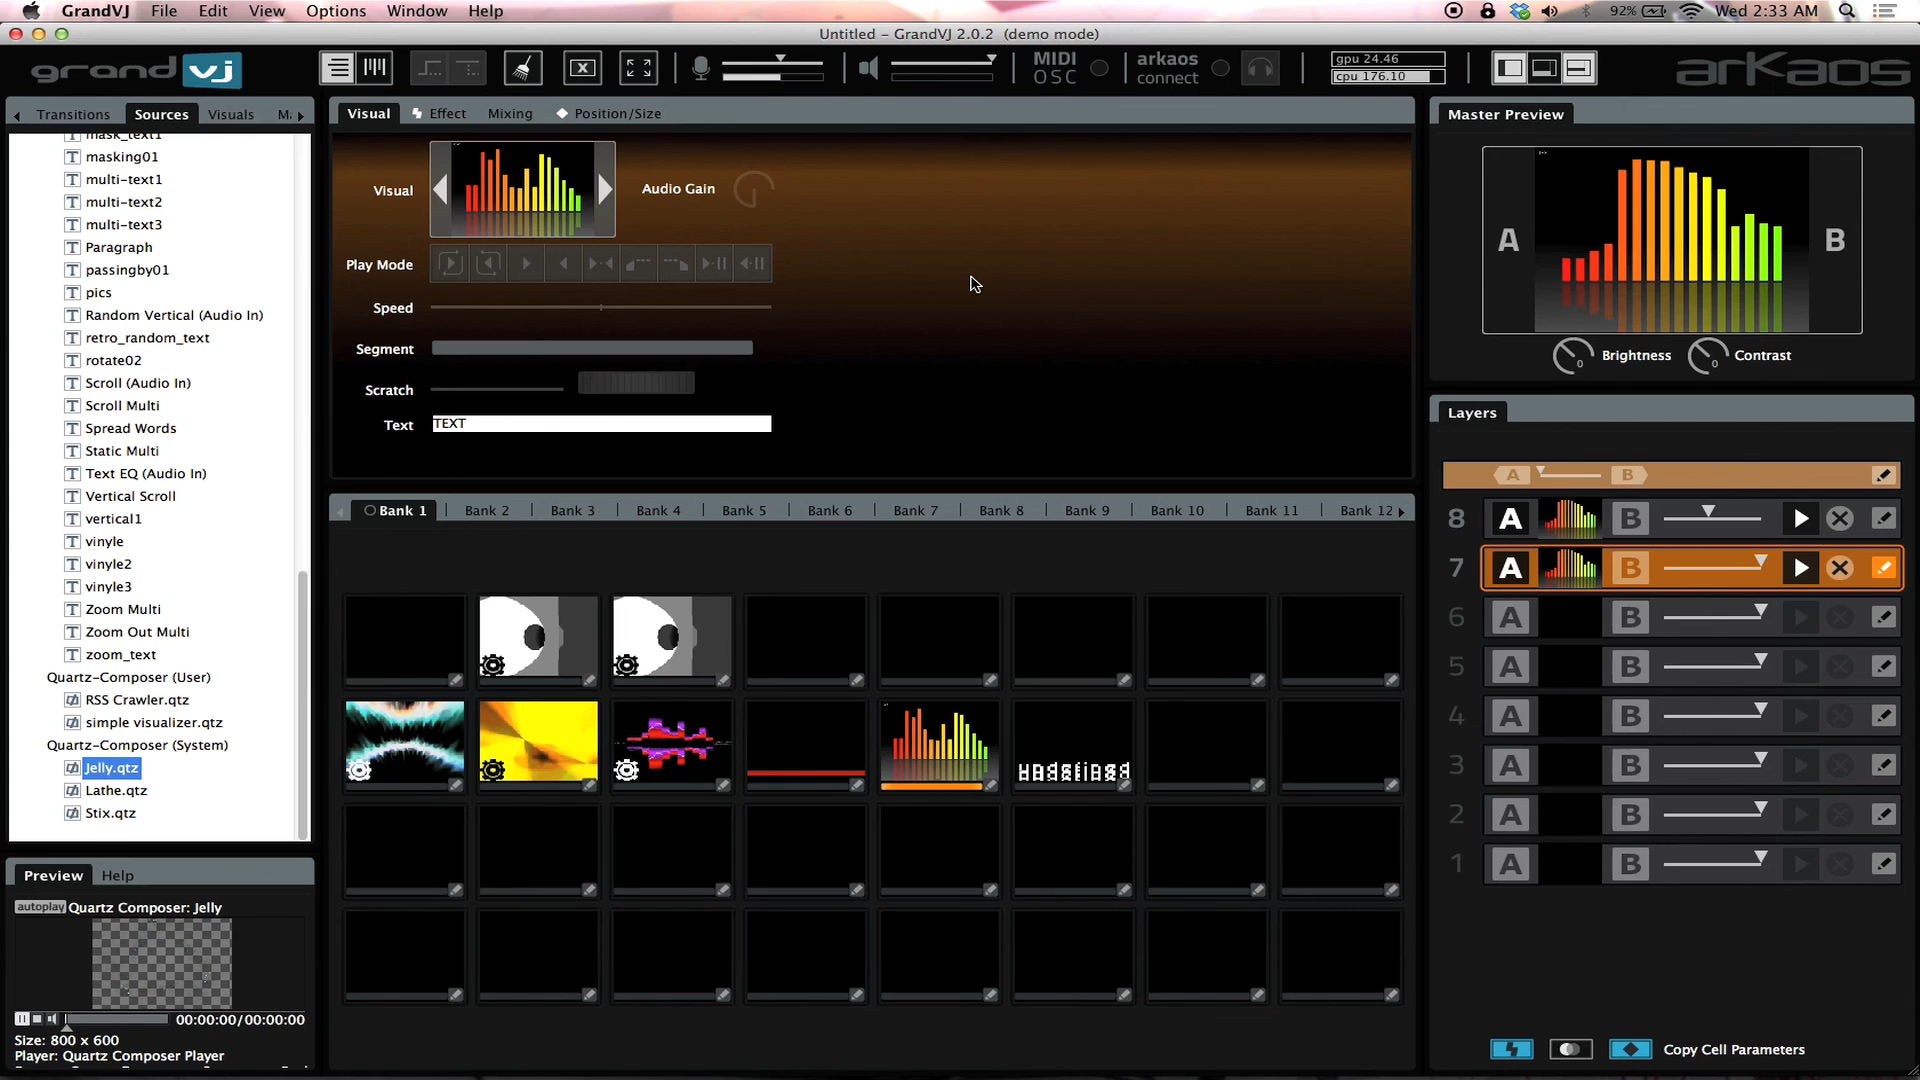 GrandVJ File Edit View Options Window Help 92% Wed 2:33 AM
Untitled – GrandVJ 2.0.2 (demo mode)
grand vj MIDI OSC arkaos connect gpu 24.46 cpu 176.10 arkaos
Transitions Sources Visuals
mask_text1
masking01
multi-text1
multi-text2
multi-text3
Paragraph
passingby01
pics
Random Vertical (Audio In)
retro_random_text
rotate02
Scroll (Audio In)
Scroll Multi
Spread Words
Static Multi
Text EQ (Audio In)
Vertical Scroll
vertical1
vinyle
vinyle2
vinyle3
Zoom Multi
Zoom Out Multi
zoom_text
Quartz-Composer (User)
RSS Crawler.qtz
simple visualizer.qtz
Quartz-Composer (System)
Jelly.qtz
Lathe.qtz
Stix.qtz
Preview Help
autoplay Quartz Composer: Jelly
00:00:00/00:00:00
Size: 800 x 600
Player: Quartz Composer Player
Visual Effect Mixing Position/Size
Visual Audio Gain
Play Mode
Speed
Segment
Scratch
Text TEXT
Bank 1 Bank 2 Bank 3 Bank 4 Bank 5 Bank 6 Bank 7 Bank 8 Bank 9 Bank 10 Bank 11 Bank 12
Master Preview
A B
0 Brightness 0 Contrast
Layers
A B
8 A B
7 A B
6 A B
5 A B
4 A B
3 A B
2 A B
1 A B
Copy Cell Parameters